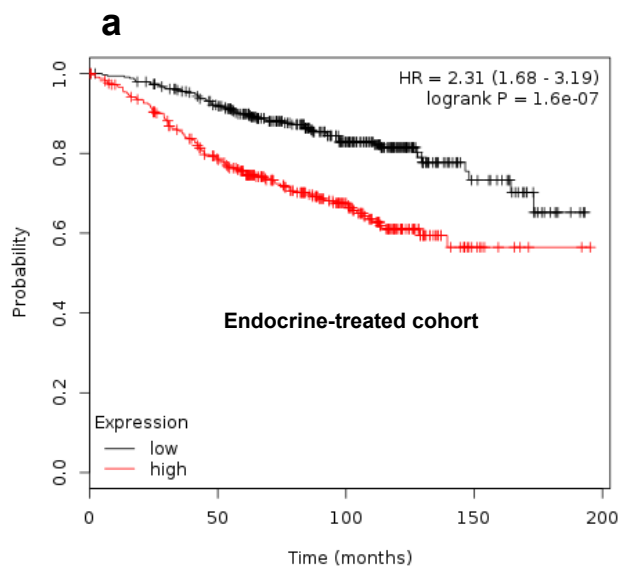 a
HR = 2.31 (1.68 - 3.19)
logrank P = 1.6e-07
1.0
0.8
0.6
0.4
0.2
0.0
Probability
Endocrine-treated cohort
Expression
low
high
0 50 100 150 200
Time (months)